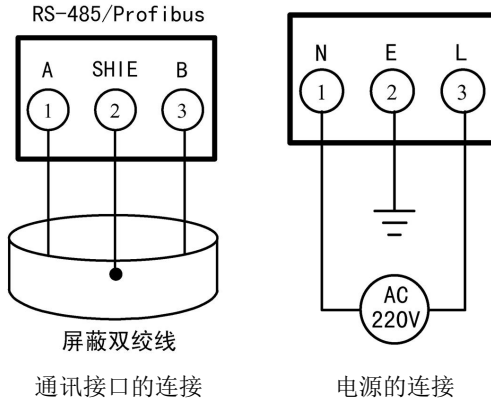 RS-485/Profibus
A SHIE B
1 2 3
屏蔽双绞线
通讯接口的连接
N E L
1 2 3
AC
220V
电源的连接